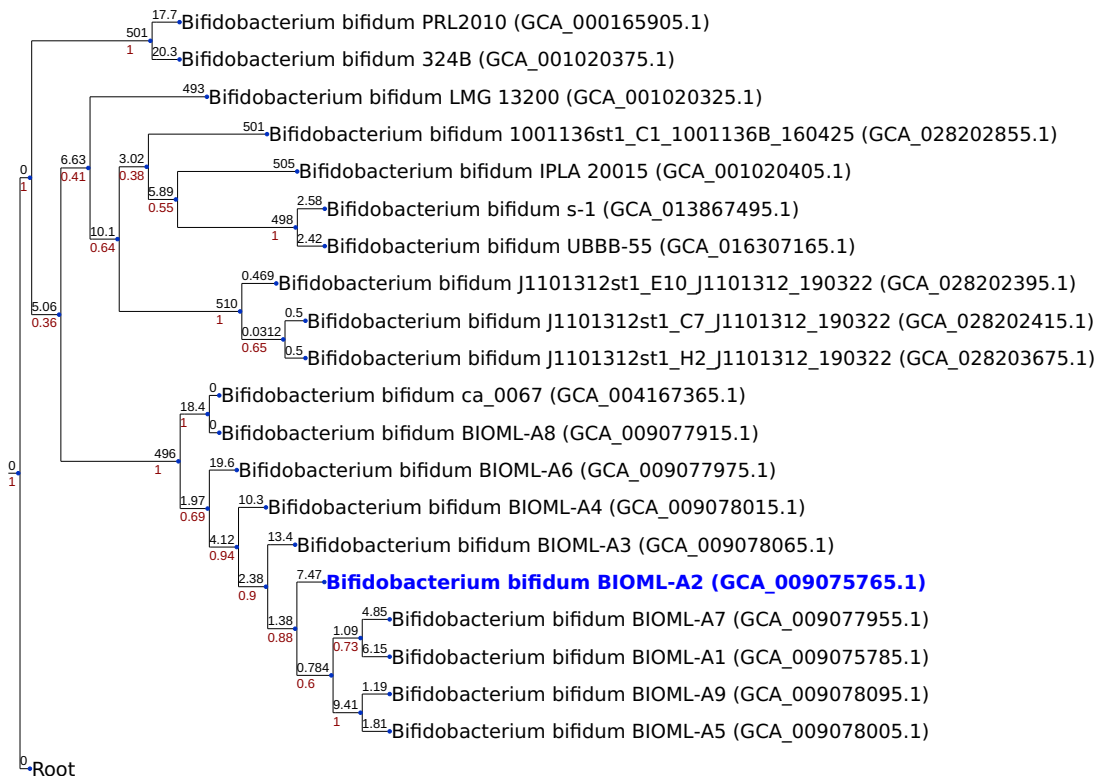 17.7 Bifidobacterium bifidum PRL2010 (GCA_000165905.1)
501
1
20.3 Bifidobacterium bifidum 324B (GCA_001020375.1)
493 Bifidobacterium bifidum LMG 13200 (GCA_001020325.1)
501 Bifidobacterium bifidum 1001136st1_C1_1001136B_160425 (GCA_028202855.1)
6.63
0.41
3.02
0.38
505 Bifidobacterium bifidum IPLA 20015 (GCA_001020405.1)
0
1
5.89
0.55
2.58 Bifidobacterium bifidum s-1 (GCA_013867495.1)
498
1
10.1
0.64
2.42 Bifidobacterium bifidum UBBB-55 (GCA_016307165.1)
0.469 Bifidobacterium bifidum J1101312st1_E10_J1101312_190322 (GCA_028202395.1)
5.06
0.36
510
1
0.5 Bifidobacterium bifidum J1101312st1_C7_J1101312_190322 (GCA_028202415.1)
0.0312
0.65
0.5 Bifidobacterium bifidum J1101312st1_H2_J1101312_190322 (GCA_028203675.1)
0 Bifidobacterium bifidum ca_0067 (GCA_004167365.1)
18.4
1
0 Bifidobacterium bifidum BIOML-A8 (GCA_009077915.1)
496
1
19.6 Bifidobacterium bifidum BIOML-A6 (GCA_009077975.1)
0
1
1.97
0.69
10.3 Bifidobacterium bifidum BIOML-A4 (GCA_009078015.1)
4.12
0.94
13.4 Bifidobacterium bifidum BIOML-A3 (GCA_009078065.1)
2.38
0.9
7.47 Bifidobacterium bifidum BIOML-A2 (GCA_009075765.1)
1.38
0.88
4.85 Bifidobacterium bifidum BIOML-A7 (GCA_009077955.1)
1.09
0.73
6.15 Bifidobacterium bifidum BIOML-A1 (GCA_009075785.1)
0.784
0.6
1.19 Bifidobacterium bifidum BIOML-A9 (GCA_009078095.1)
9.41
1
1.81 Bifidobacterium bifidum BIOML-A5 (GCA_009078005.1)
0 Root